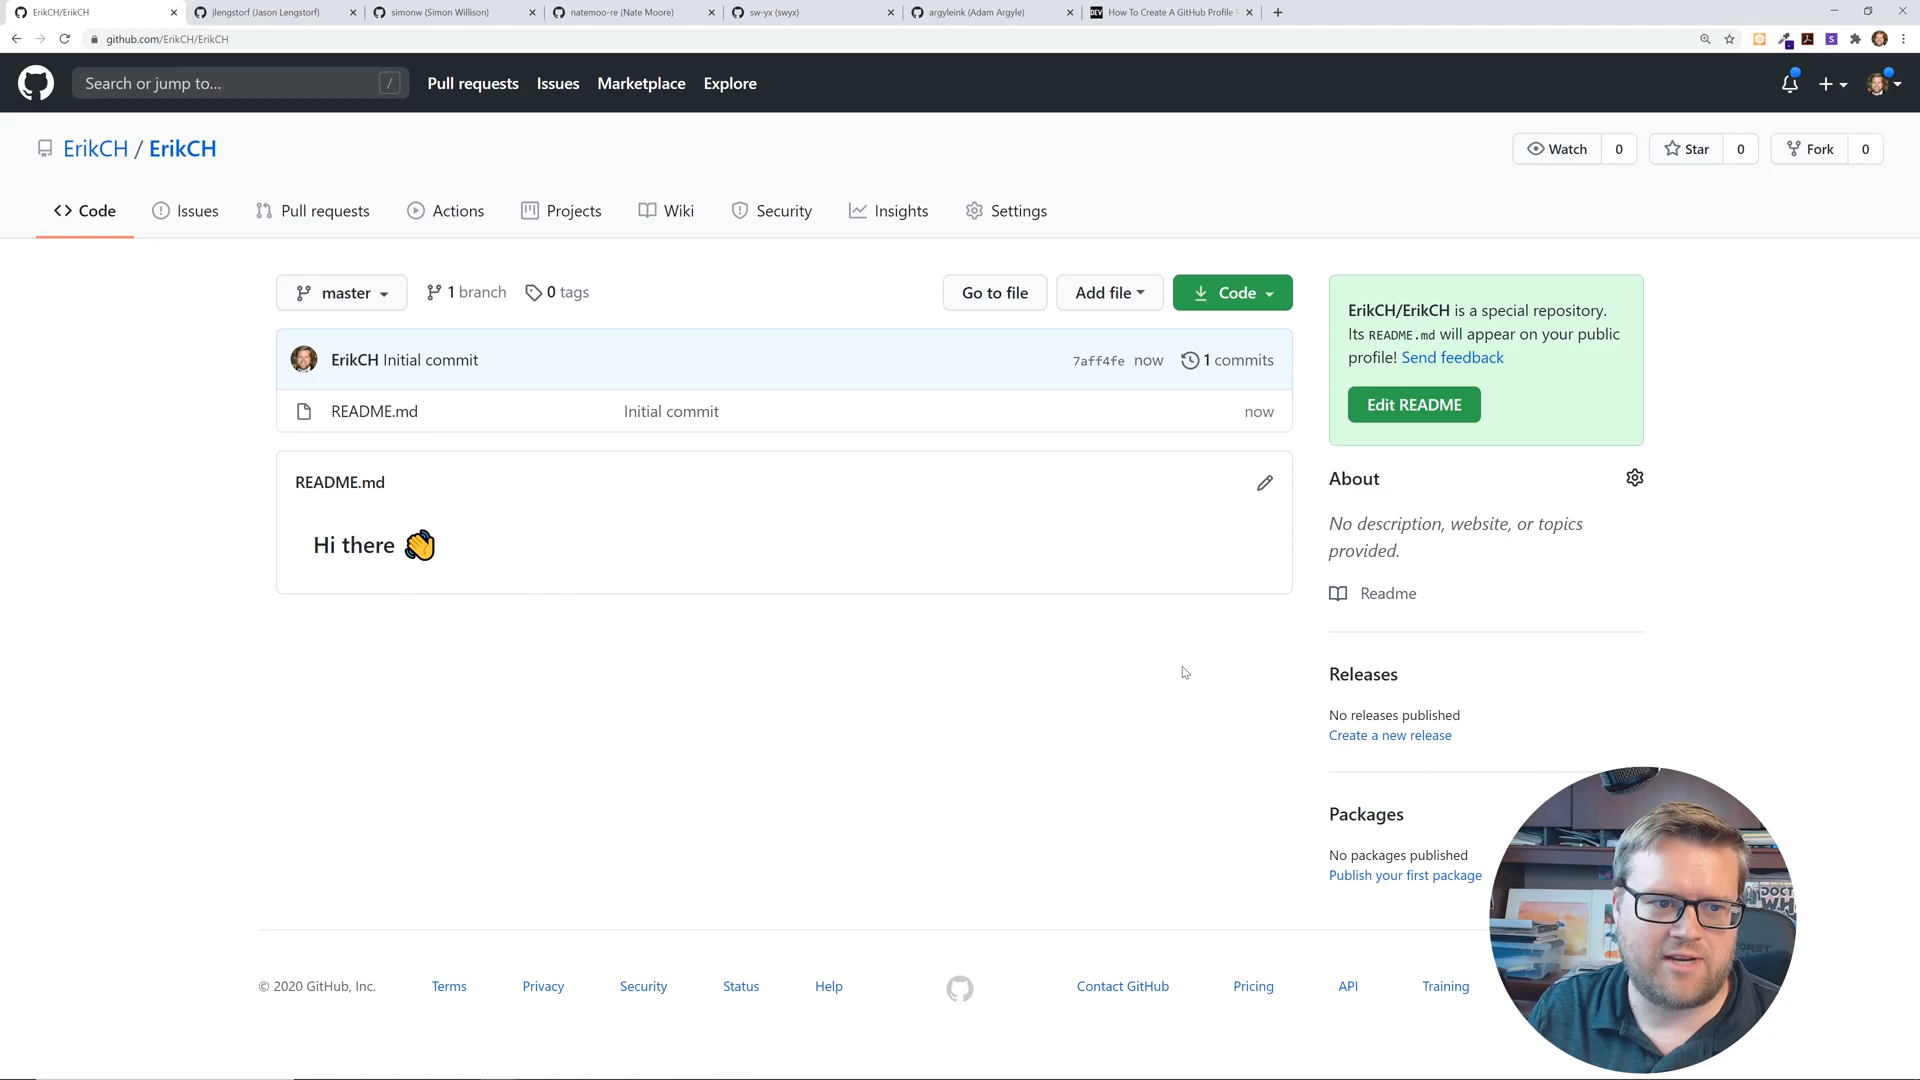 ErikCH/ErikCH
jlengstorf (Jason Lengstorf)
simonw (Simon Willison)
natemoo-re (Nate Moore)
sw-yx (swyx)
argyleink (Adam Argyle)
DEV How To Create A GitHub Profile
github.com/ErikCH/ErikCH
Search or jump to... /
Pull requests Issues Marketplace Explore
ErikCH / ErikCH
Watch 0 Star 0 Fork 0
Code Issues Pull requests Actions Projects Wiki Security Insights Settings
master 1 branch 0 tags
Go to file Add file Code
ErikCH Initial commit 7aff4fe now 1 commits
README.md Initial commit now
README.md
Hi there 👋
ErikCH/ErikCH is a special repository.
Its README.md will appear on your public
profile! Send feedback
Edit README
About
No description, website, or topics
provided.
Readme
Releases
No releases published
Create a new release
Packages
No packages published
Publish your first package
© 2020 GitHub, Inc. Terms Privacy Security Status Help Contact GitHub Pricing API Training